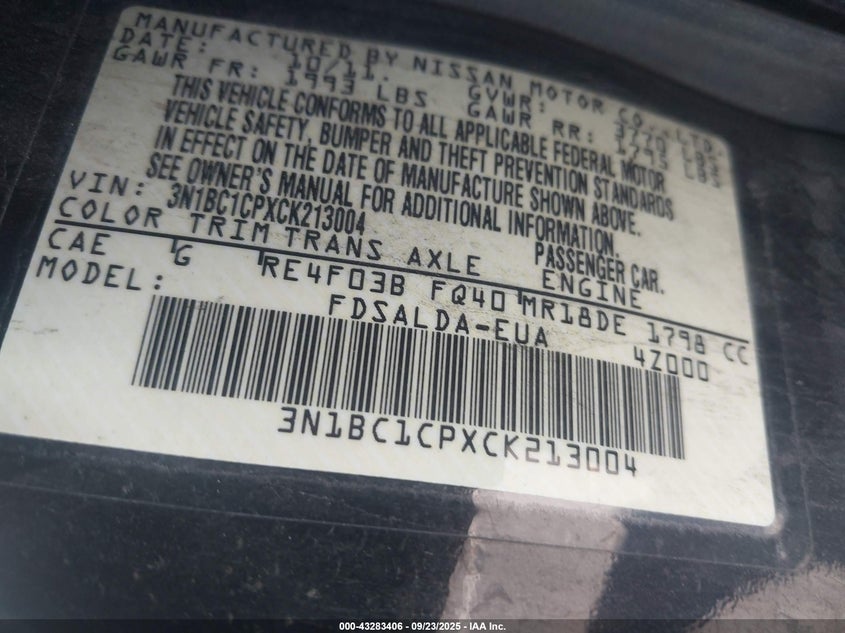 MANUFACTURED BY NISSAN MOTOR CO., LTD.
DATE: 10/11. GVWR: 3770 LBS
GAWR FR: 1993 LBS GAWR RR: 1795 LBS
THIS VEHICLE CONFORMS TO ALL APPLICABLE FEDERAL MOTOR
VEHICLE SAFETY, BUMPER AND THEFT PREVENTION STANDARDS
IN EFFECT ON THE DATE OF MANUFACTURE SHOWN ABOVE.
SEE OWNER'S MANUAL FOR ADDITIONAL INFORMATION.
VIN: 3N1BC1CPXCK213004 PASSENGER CAR.
COLOR TRIM TRANS AXLE ENGINE
CAE G RE4F03B FQ40 MR18DE 1798 CC
MODEL: FDSALDA-EUA 4Z000
3N1BC1CPXCK213004
000-43283406 - 09/23/2025 - IAA Inc.